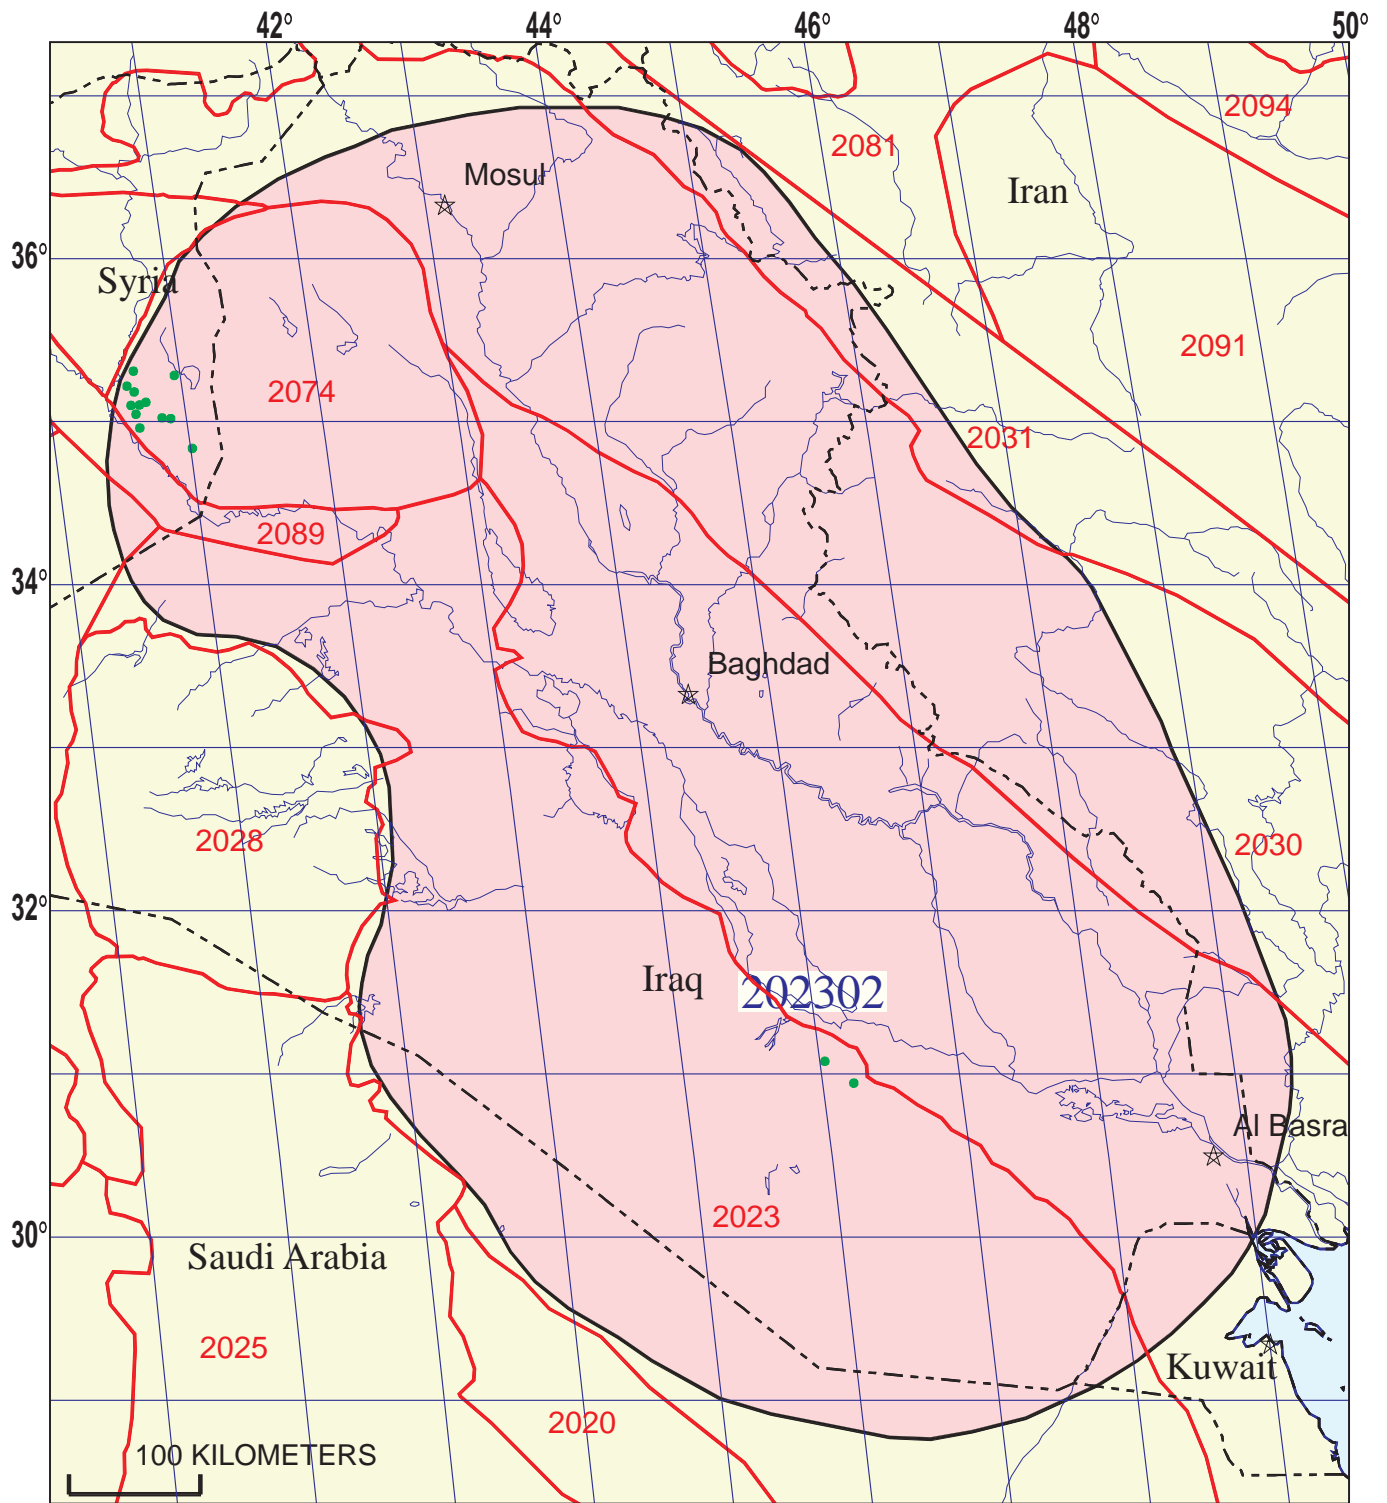 42° 44° 46° 48° 50°
2094
2081
Mosul
Iran
36°
Syria
2091
2074
2031
2089
34°
Baghdad
2028
2030
32°
Iraq
202302
Al Basra
2023
30°
Saudi Arabia
2025
Kuwait
2020
100 KILOMETERS